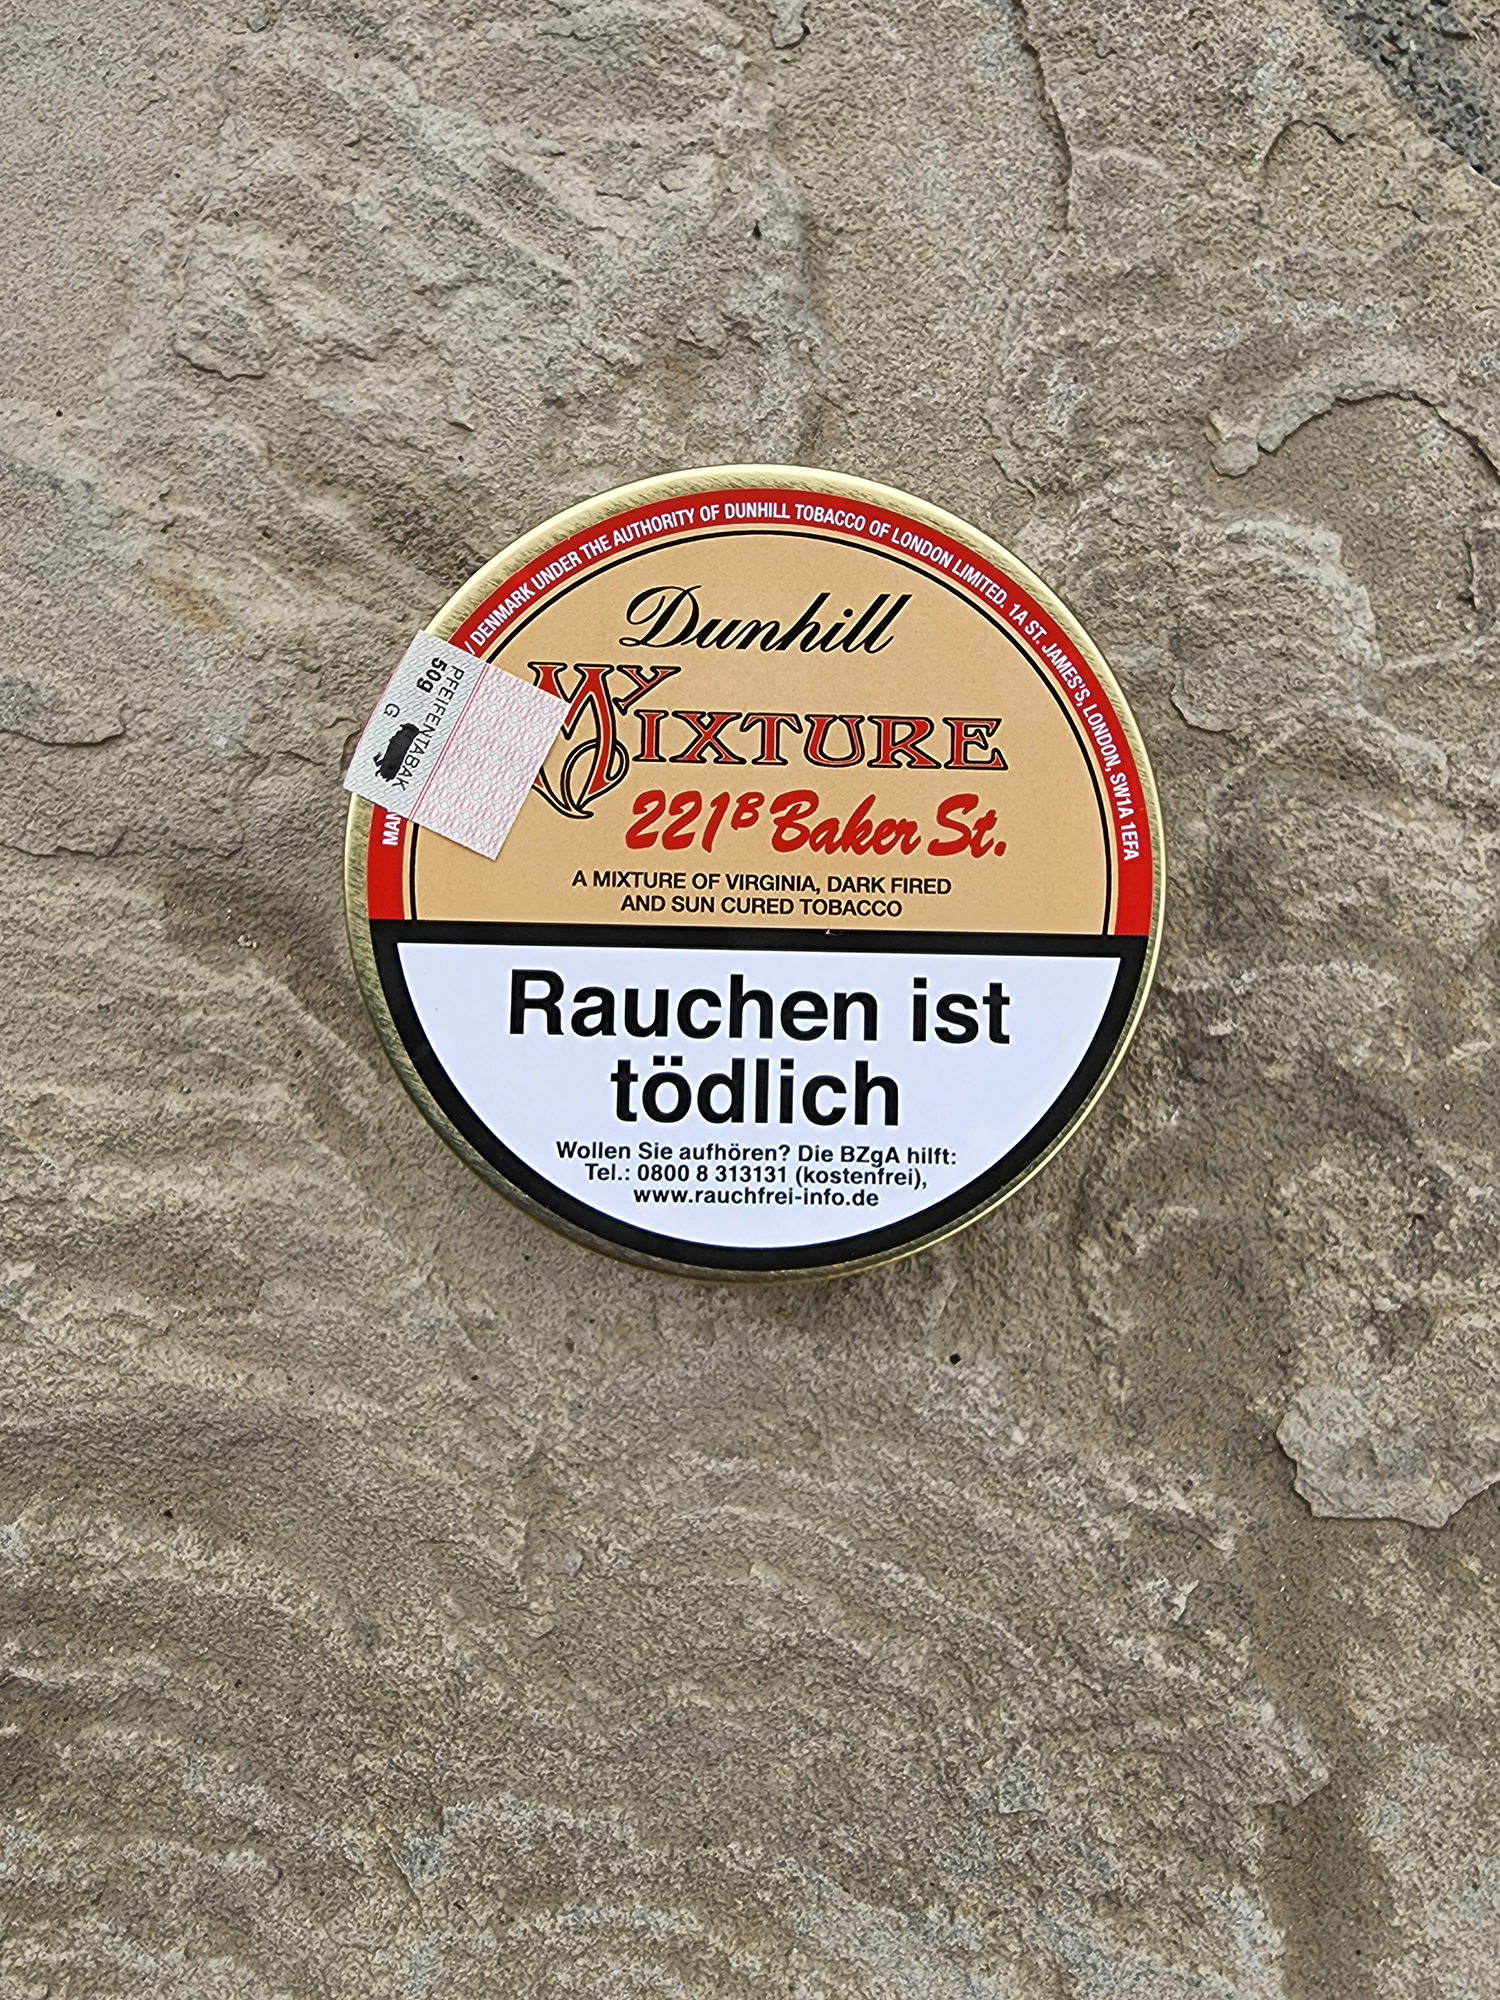 / DENMARK UNDER THE AUTHORITY OF DUNHILL TOBACCO OF LONDON LIMITED. 1A ST. JAMES'S, LONDON, SW1A 1EFA
Dunhill
My Mixture
221B Baker St.
A MIXTURE OF VIRGINIA, DARK FIRED
AND SUN CURED TOBACCO
PFEIFENTABAK
50g
G
Rauchen ist
tödlich
Wollen Sie aufhören? Die BZgA hilft:
Tel.: 0800 8 313131 (kostenfrei),
www.rauchfrei-info.de